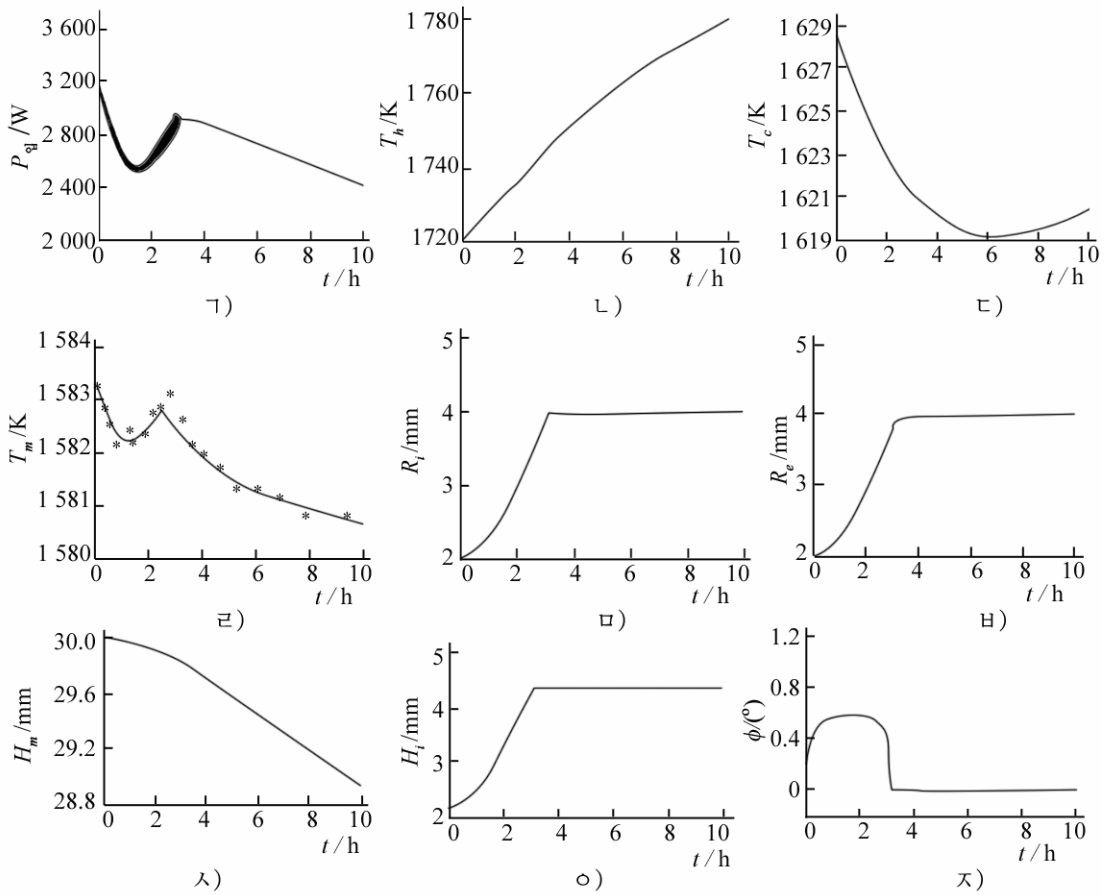 3 600
3 200
2 800
2 400
2 000
P열/W
0 2 4 6 8 10
t/h
ㄱ)
1 780
1 760
1 740
1720
T_h/K
0 2 4 6 8 10
t/h
ㄴ)
1 629
1 627
1 625
1 623
1 621
1 619
T_c/K
0 2 4 6 8 10
t/h
ㄷ)
1 584
1 583
1 582
1 581
1 580
T_m/K
0 2 4 6 8 10
t/h
ㄹ)
5
4
3
2
R_i/mm
0 2 4 6 8 10
t/h
ㅁ)
5
4
3
2
R_e/mm
0 2 4 6 8 10
t/h
ㅂ)
30.0
29.6
29.2
28.8
H_m/mm
0 2 4 6 8 10
t/h
ㅅ)
5
4
3
2
H_i/mm
0 2 4 6 8 10
t/h
ㅇ)
1.2
0.8
0.4
0
ϕ/(º)
0 2 4 6 8 10
t/h
ㅈ)